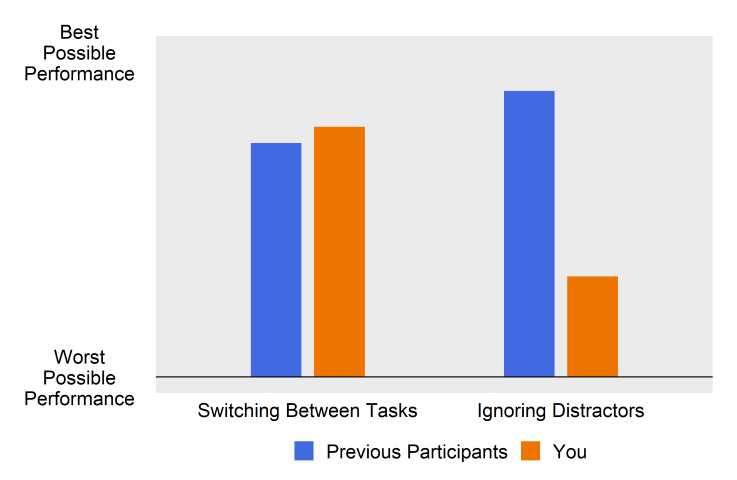 Best
Possible
Performance
Worst
Possible
Performance
Switching Between Tasks
Ignoring Distractors
Previous Participants
You